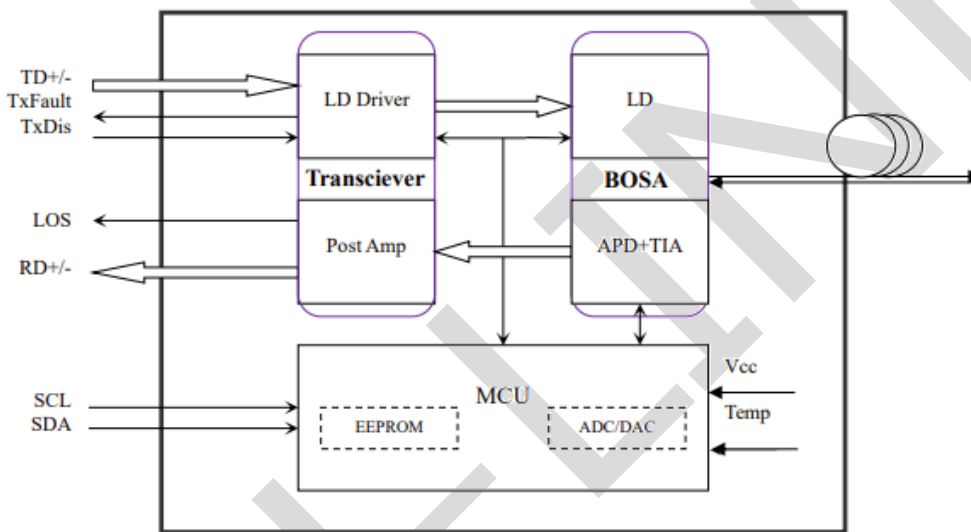 TD+/-
TxFault
TxDis
LD Driver
LD
Transciever
BOSA
LOS
Post Amp
APD+TIA
RD+/-
Vcc
MCU
SCL
Temp
SDA
EEPROM
ADC/DAC